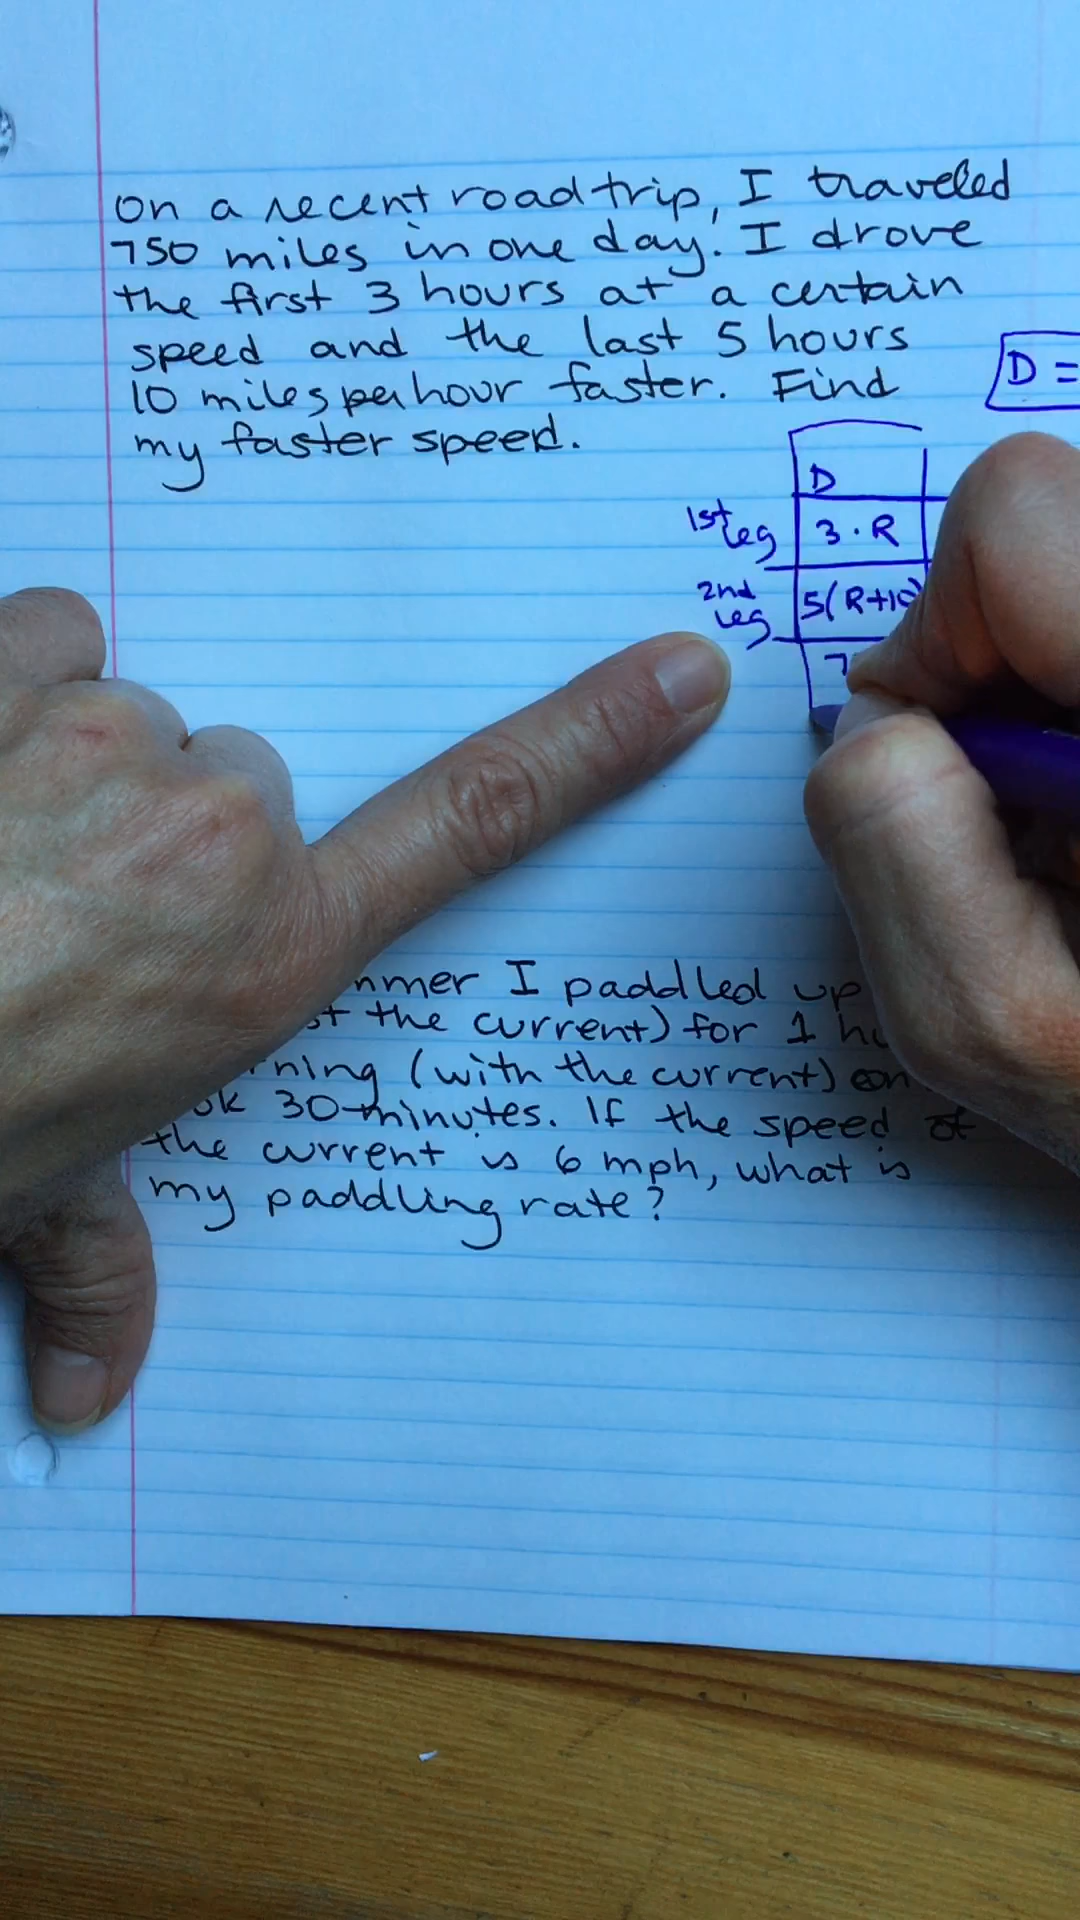 On a recent road trip, I traveled
750 miles in one day. I drove
the first 3 hours at a certain
speed and the last 5 hours
10 miles per hour faster. Find
my faster speed.
D =
D
1st leg 3 · R
2nd leg 5(R+10)
7
I paddled up
the current) for 1
(with the current)
30 minutes. If the speed of
the current is 6 mph, what is
my paddling rate?